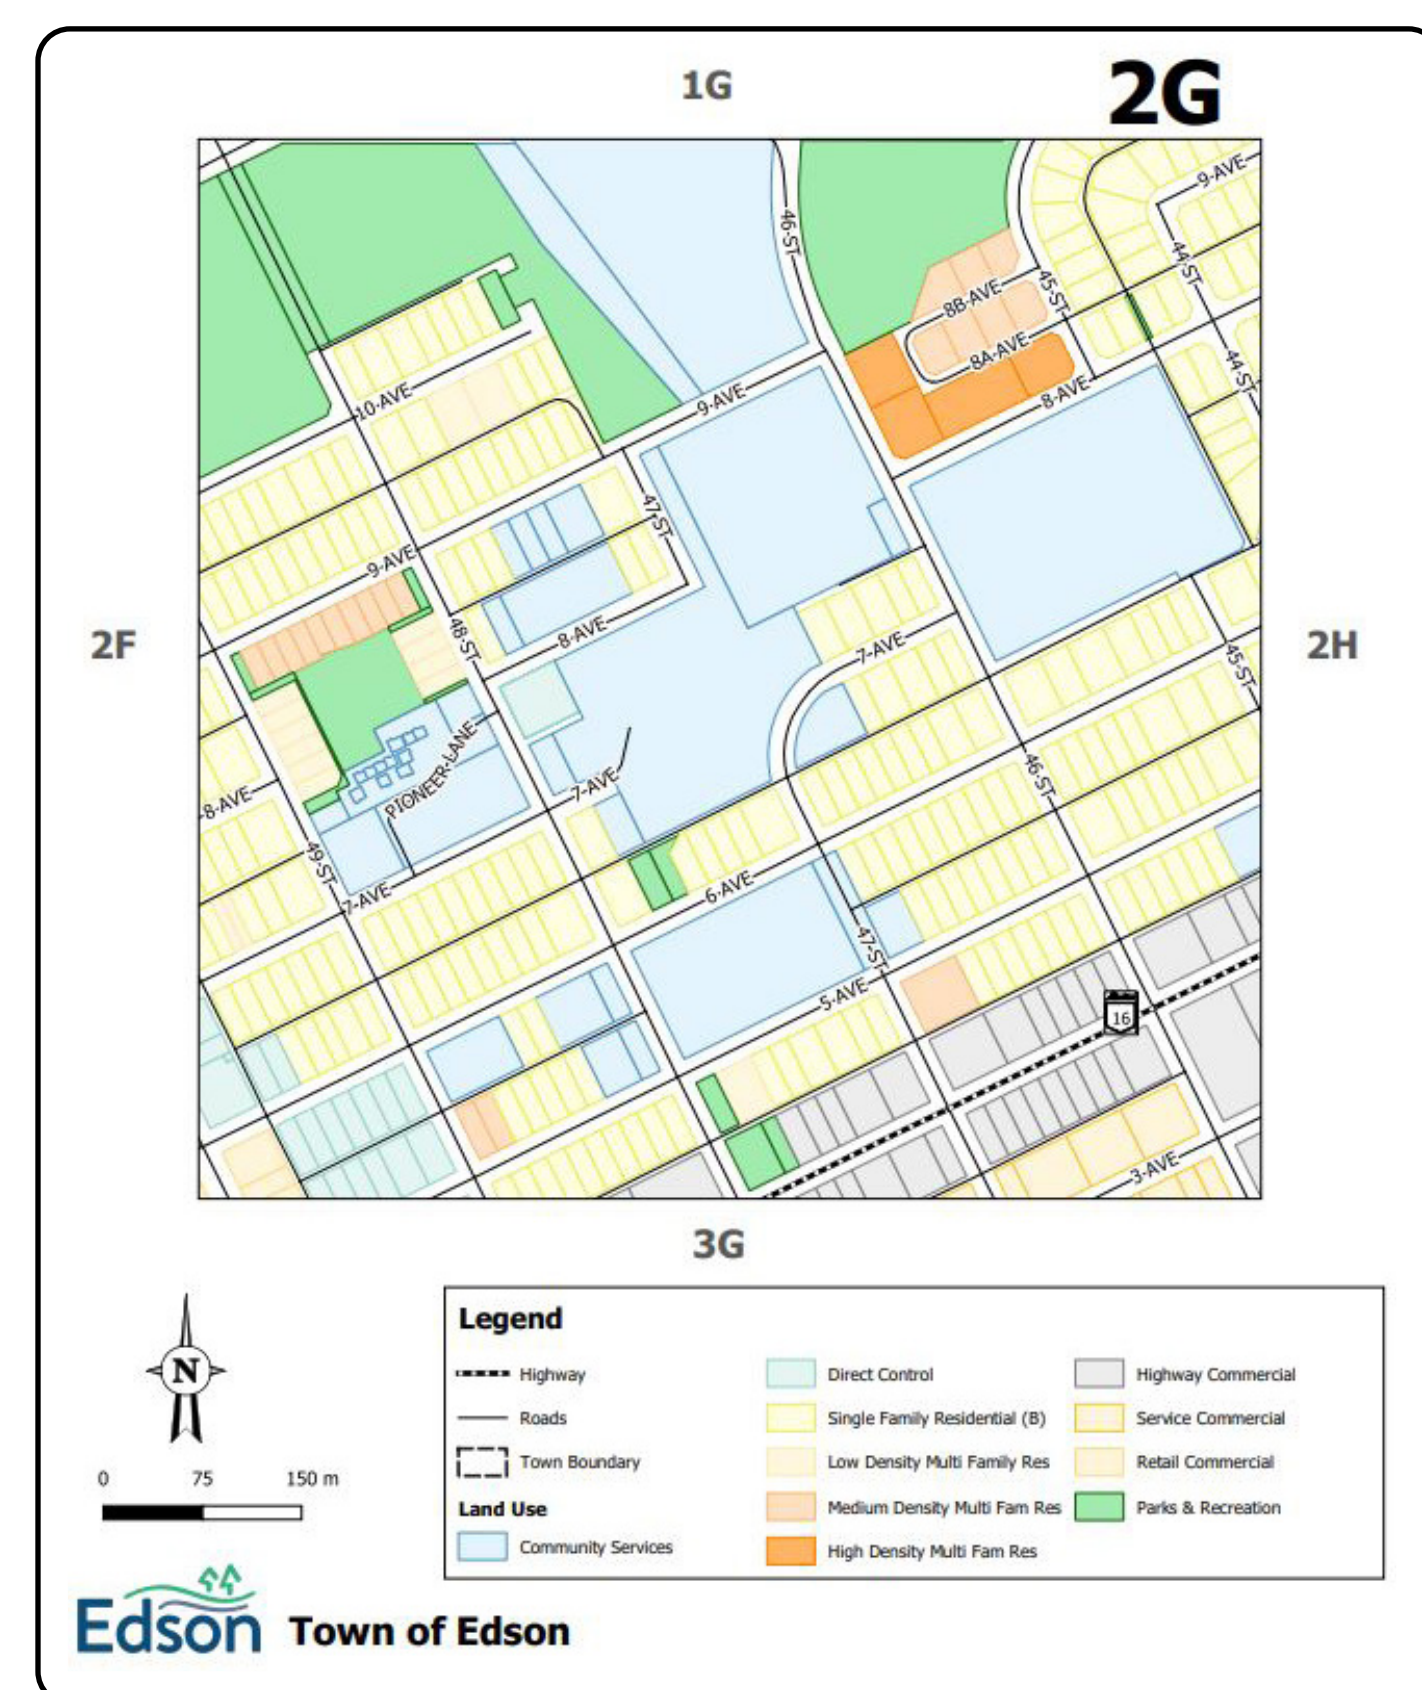 1G
2G
9-AVE
46-ST
44-ST
45-ST
8B-AVE
8A-AVE
44-ST
10-AVE
9-AVE
8-AVE
47-ST
9-AVE
48-ST
8-AVE
7-AVE
2F
2H
45-ST
PIONEER-LANE
7-AVE
46-ST
8-AVE
49-ST
7-AVE
6-AVE
47-ST
5-AVE
16
3-AVE
3G
N
0 75 150 m
Legend
Highway
Roads
Town Boundary
Land Use
Community Services
Direct Control
Single Family Residential (B)
Low Density Multi Family Res
Medium Density Multi Fam Res
High Density Multi Fam Res
Highway Commercial
Service Commercial
Retail Commercial
Parks & Recreation
Edson
Town of Edson